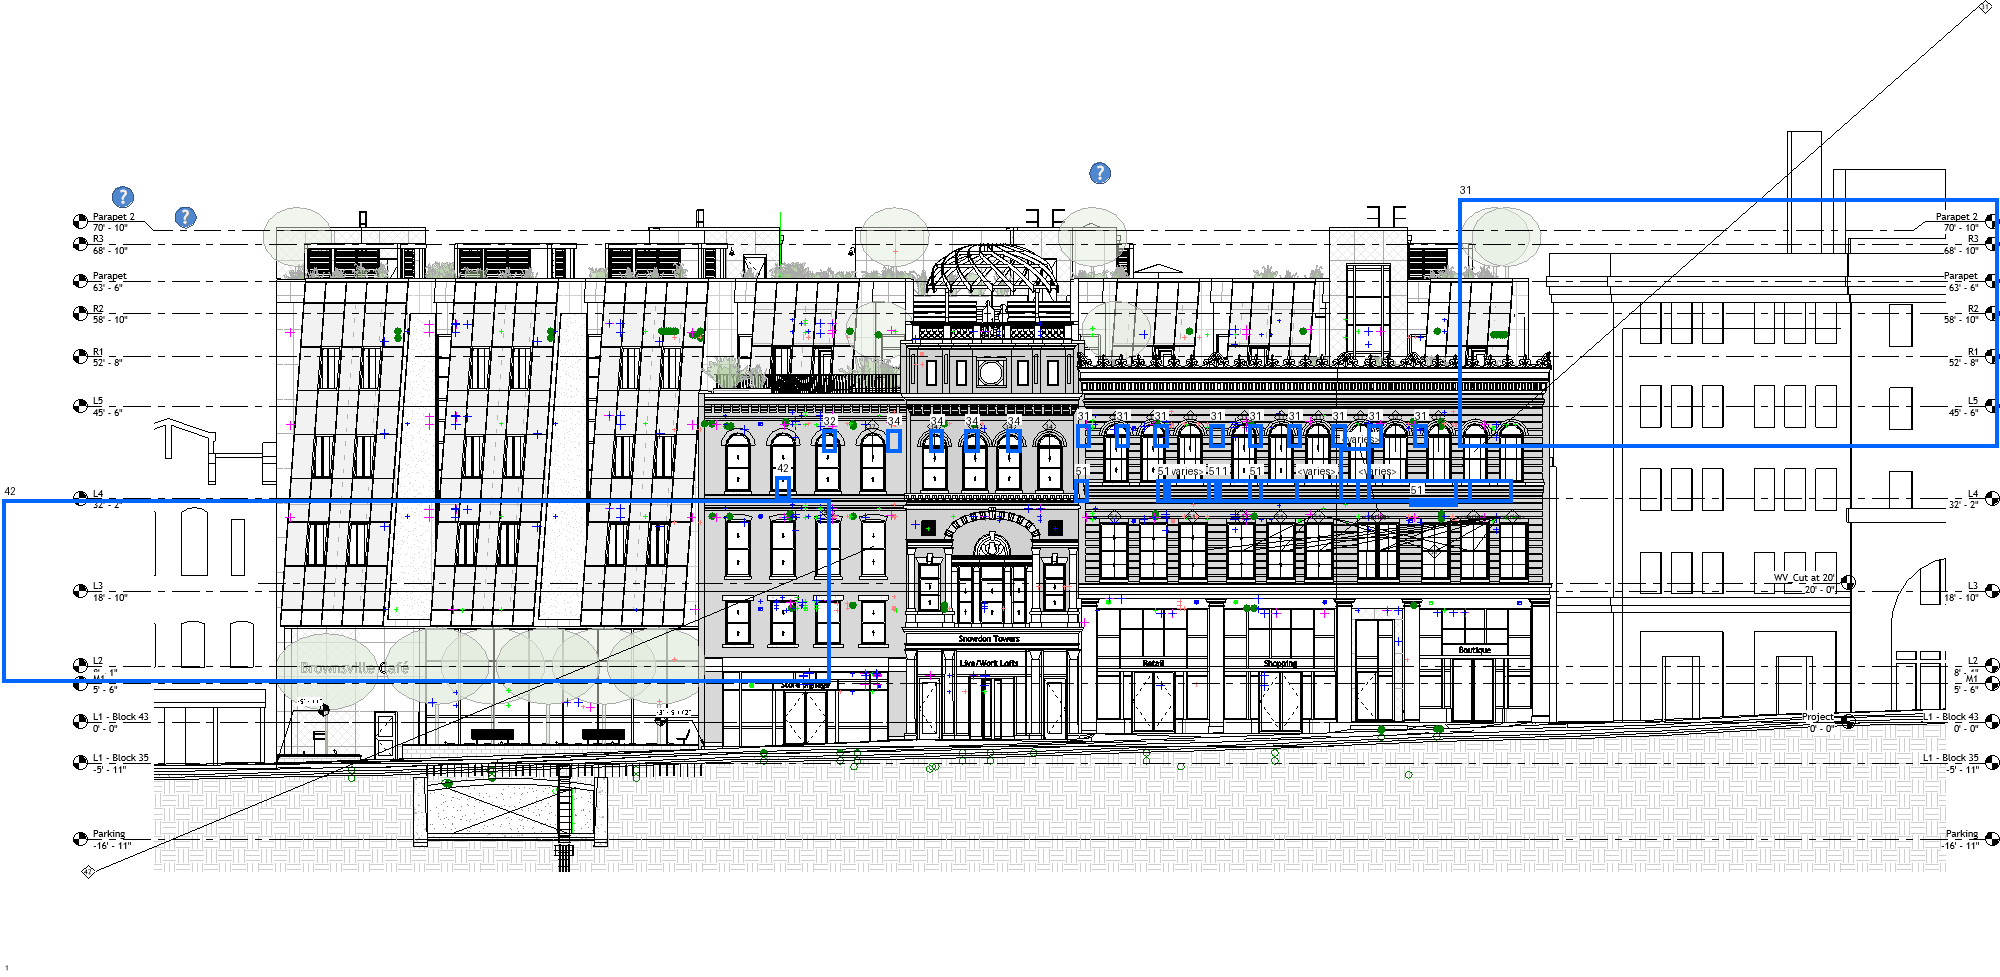 31
Parapet 2
70' - 10"
R3
68' - 10"
Parapet
63' - 6"
R2
58' - 10"
R1
52' - 8"
L5
45' - 6"
L4
32' - 2"
L3
18' - 10"
L2
M1
5' - 6"
L1 - Block 43
0' - 0"
L1 - Block 35
-5' - 11"
Parking
-16' - 11"
42
32
34
34
34
34
31
31
31
31
31
31
31
31
31
<varies>
42
51
51
<varies>
511
51
<varies>
<varies>
51
Brownsville Café
Snowdon Towers
Live/Work Lofts
Retail
Shopping
Boutique
WV_Cut at 20'
20' - 0"
Project
0' - 0"
Parapet 2
70' - 10"
R3
68' - 10"
Parapet
63' - 6"
R2
58' - 10"
R1
52' - 8"
L5
45' - 6"
L4
32' - 2"
L3
18' - 10"
L2
8' - 1"
M1
5' - 6"
L1 - Block 43
0' - 0"
L1 - Block 35
-5' - 11"
Parking
-16' - 11"
1